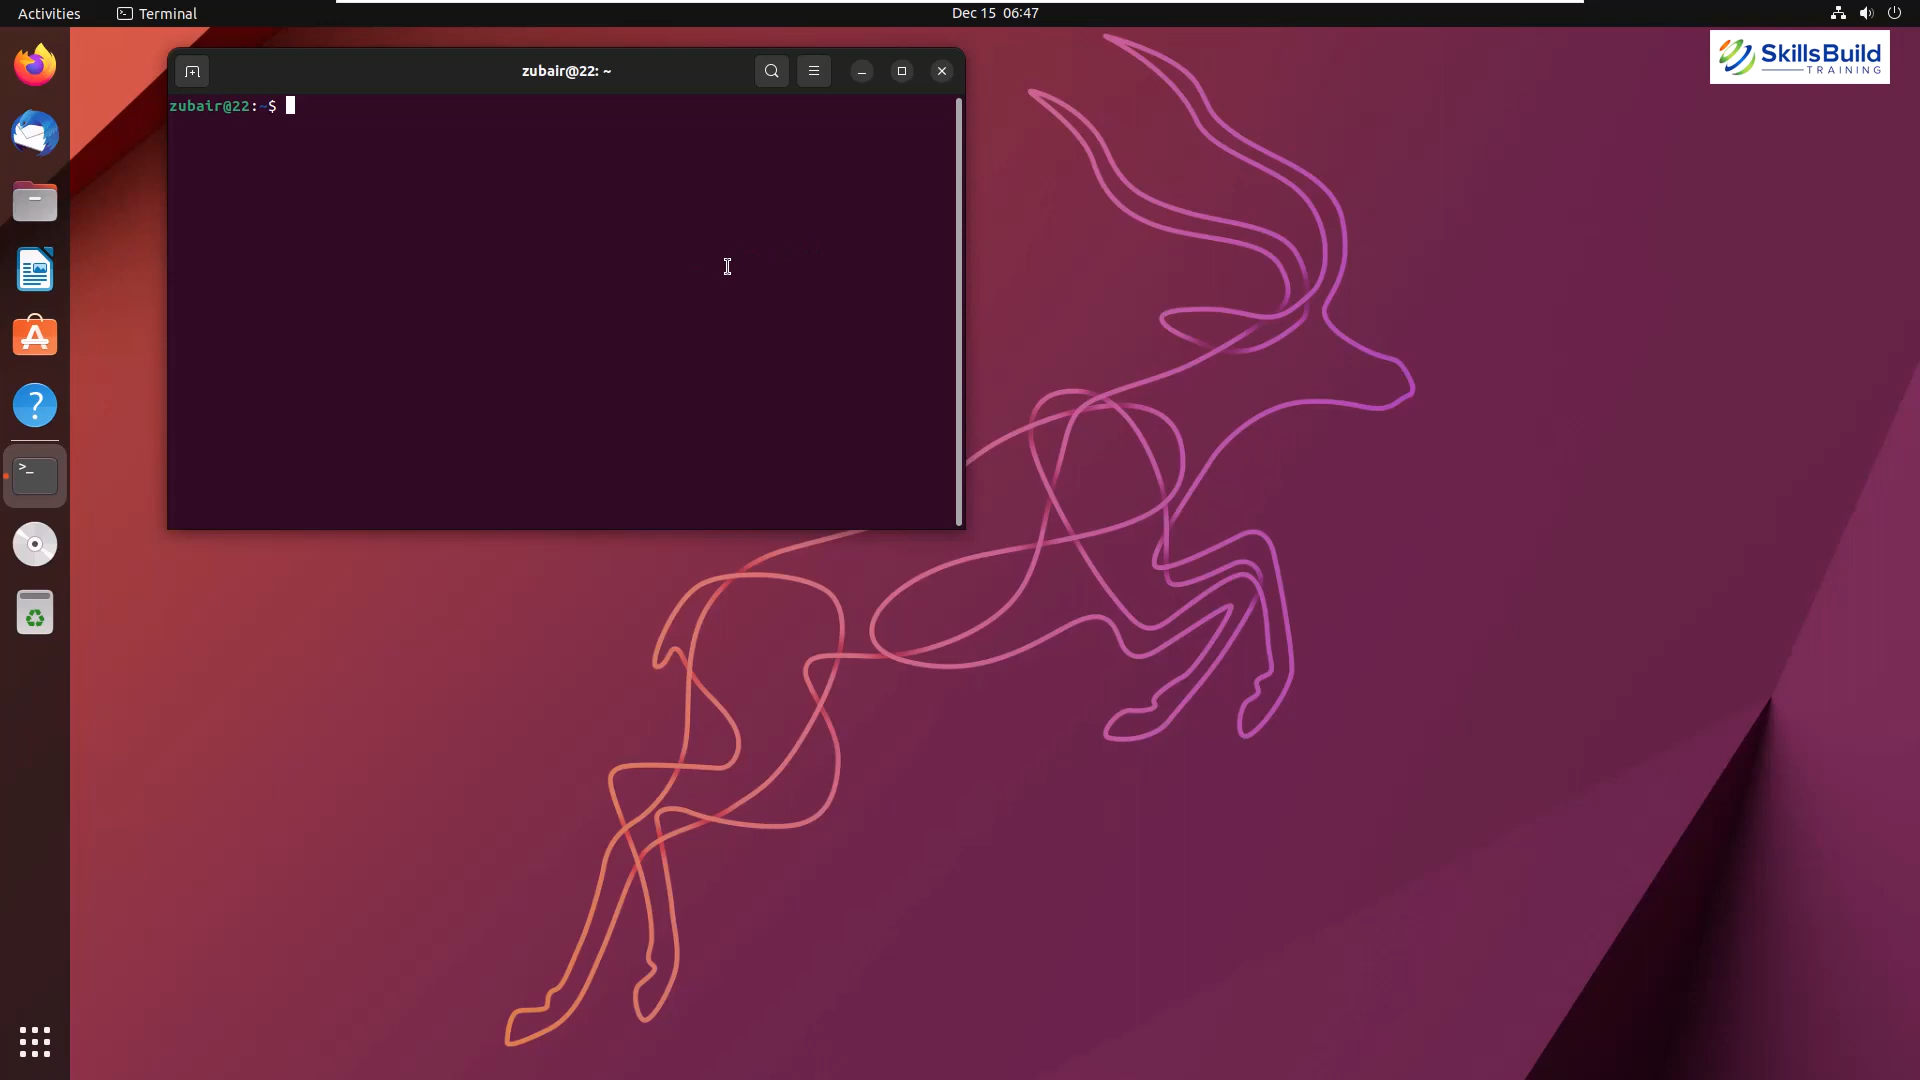 Activities
Terminal
Dec 15 06:47
SkillsBuild
TRAINING
zubair@22: ~
zubair@22:~$